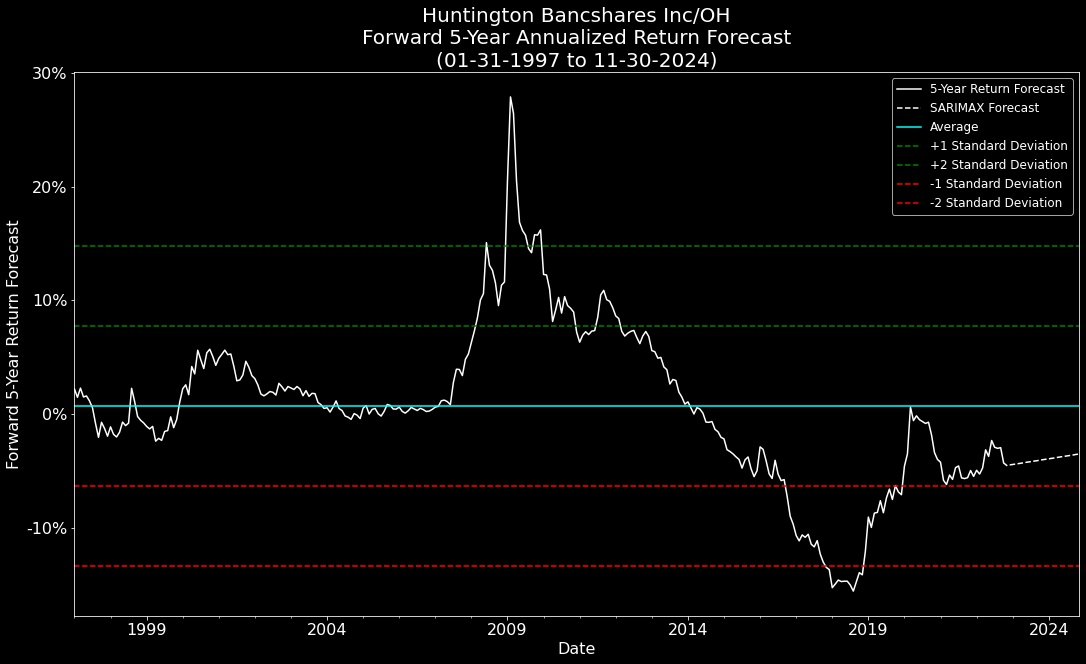 Huntington Bancshares Inc/OH
Forward 5-Year Annualized Return Forecast
(01-31-1997 to 11-30-2024)
30%
20%
10%
0%
-10%
Forward 5-Year Return Forecast
5-Year Return Forecast
SARIMAX Forecast
Average
+1 Standard Deviation
+2 Standard Deviation
-1 Standard Deviation
-2 Standard Deviation
1999
2004
2009
2014
2019
2024
Date